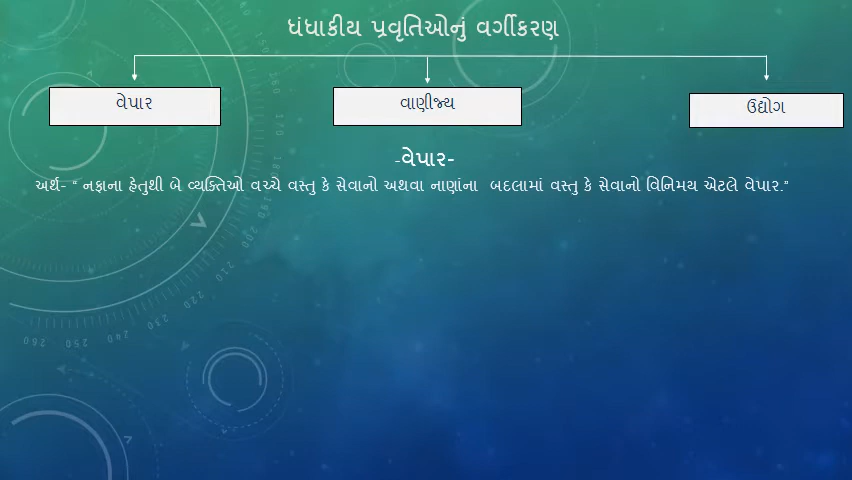 ધંધાકીય પ્રવૃતિઓનું વર્ગીકરણ
વેપાર
વાણીજ્ય
ઉદ્યોગ
-વેપાર-
અર્થ- “ નફાના હેતુથી બે વ્યક્તિઓ વચ્ચે વસ્તુ કે સેવાનો અથવા નાણાંના બદલામાં વસ્તુ કે સેવાનો વિનિમય એટલે વેપાર.”